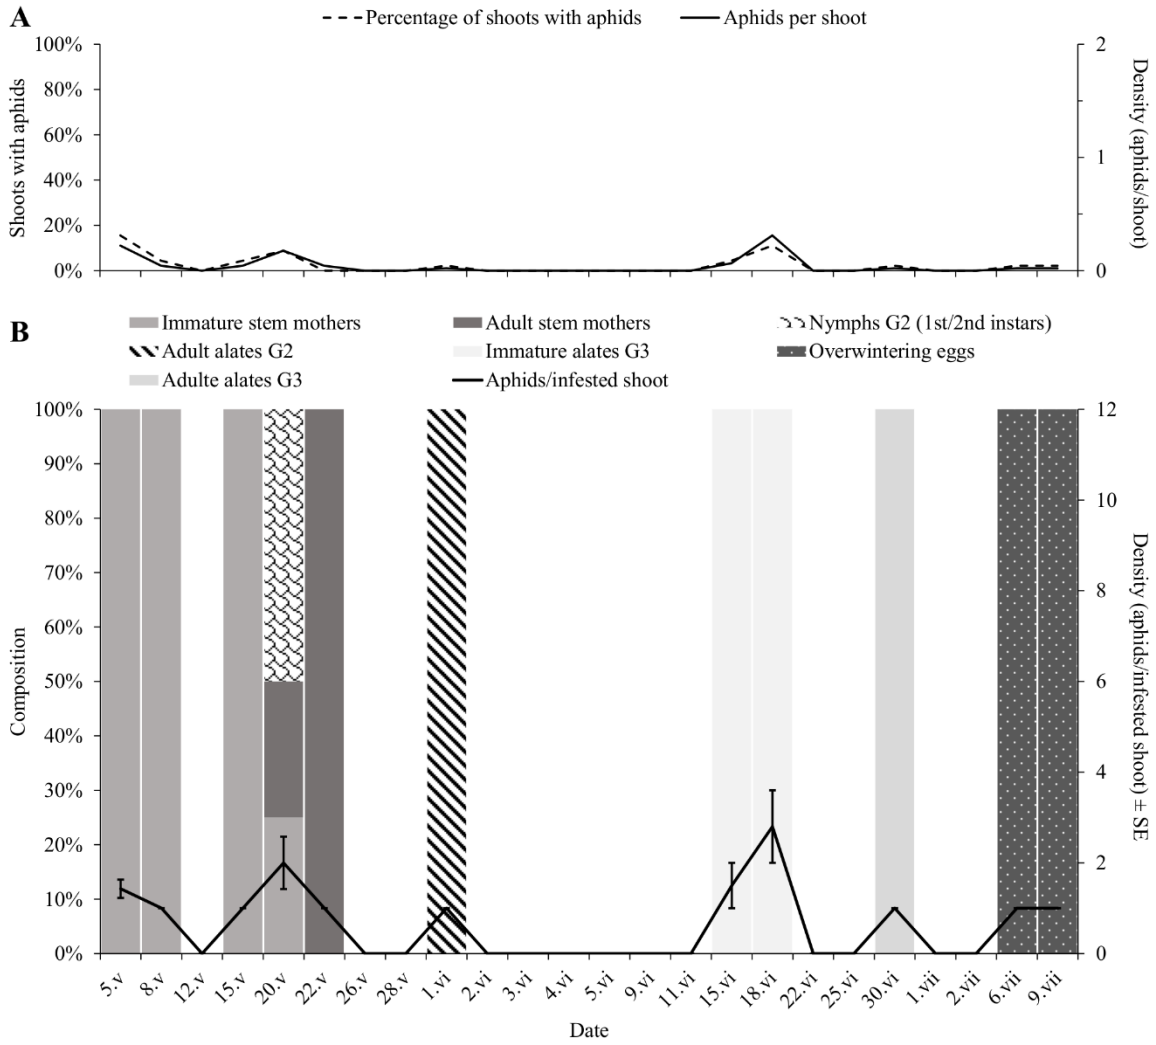 A
Percentage of shoots with aphids
Aphids per shoot
100%
80%
60%
40%
20%
0%
Shoots with aphids
2
1
0
Density (aphids/shoot)
B
Immature stem mothers
Adult stem mothers
Nymphs G2 (1st/2nd instars)
Adult alates G2
Immature alates G3
Overwintering eggs
Adulte alates G3
Aphids/infested shoot
100%
90%
80%
70%
60%
50%
40%
30%
20%
10%
0%
Composition
12
10
8
6
4
2
0
Density (aphids/infested shoot) ± SE
5.v
8.v
12.v
15.v
20.v
22.v
26.v
28.v
1.vi
2.vi
3.vi
4.vi
5.vi
9.vi
11.vi
15.vi
18.vi
22.vi
25.vi
30.vi
1.vii
2.vii
6.vii
9.vii
Date